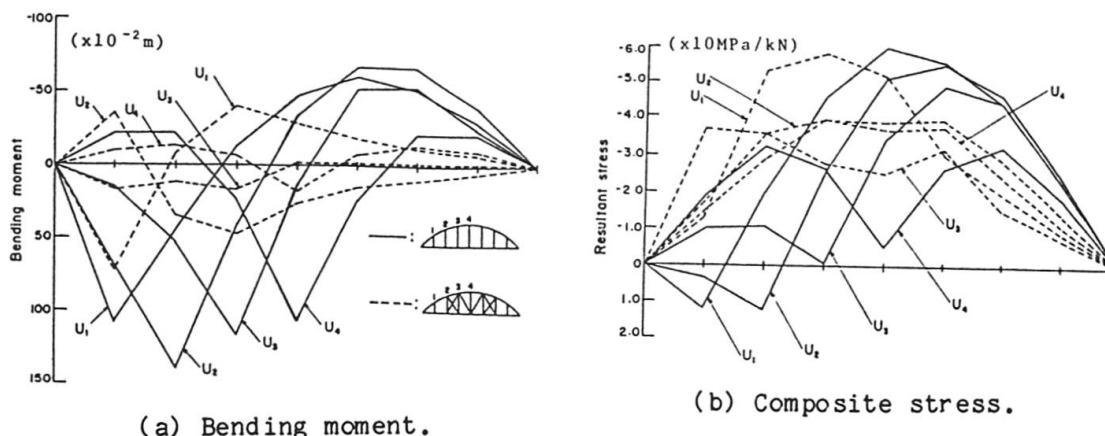 -100
(x10⁻²m)
-50
0
50
100
150
Bending moment
U₁
U₂
U₄
U₃
U₁
U₂
U₃
U₄
1 2 3 4
:
1 2 3 4
:
(a) Bending moment.
(x10MPa/kN)
-6.0
-5.0
-4.0
-3.0
-2.0
-1.0
0
1.0
2.0
Resultant stress
U₂
U₁
U₄
U₃
U₄
U₃
U₂
U₁
(b) Composite stress.